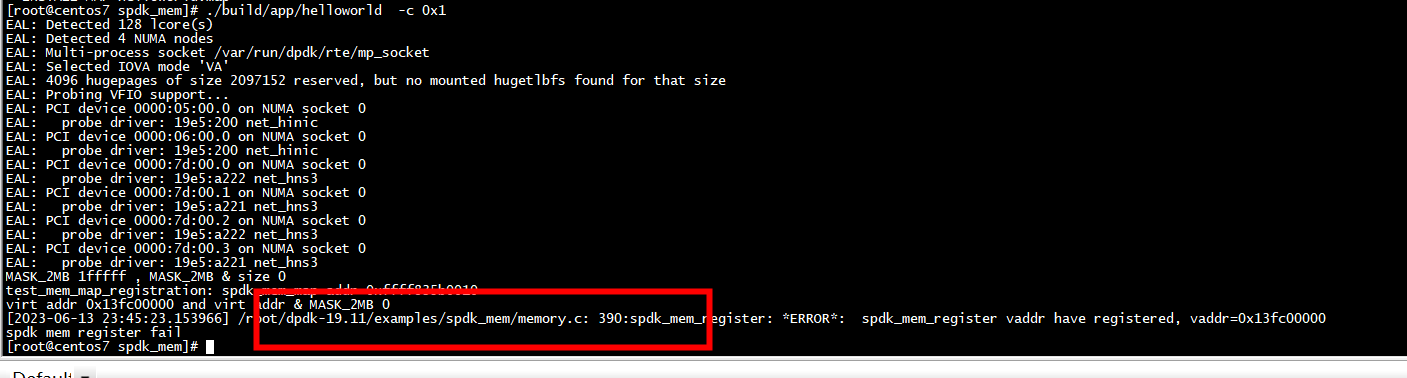 [root@centos7 spdk_mem]# ./build/app/helloworld  -c 0x1
EAL: Detected 128 lcore(s)
EAL: Detected 4 NUMA nodes
EAL: Multi-process socket /var/run/dpdk/rte/mp_socket
EAL: Selected IOVA mode 'VA'
EAL: 4096 hugepages of size 2097152 reserved, but no mounted hugetlbfs found for that size
EAL: Probing VFIO support...
EAL: PCI device 0000:05:00.0 on NUMA socket 0
EAL:   probe driver: 19e5:200 net_hinic
EAL: PCI device 0000:06:00.0 on NUMA socket 0
EAL:   probe driver: 19e5:200 net_hinic
EAL: PCI device 0000:7d:00.0 on NUMA socket 0
EAL:   probe driver: 19e5:a222 net_hns3
EAL: PCI device 0000:7d:00.1 on NUMA socket 0
EAL:   probe driver: 19e5:a221 net_hns3
EAL: PCI device 0000:7d:00.2 on NUMA socket 0
EAL:   probe driver: 19e5:a222 net_hns3
EAL: PCI device 0000:7d:00.3 on NUMA socket 0
EAL:   probe driver: 19e5:a221 net_hns3
MASK_2MB 1fffff , MASK_2MB & size 0
test_mem_map_registration: spdk_mem_map addr 0xffff835b0010
virt addr 0x13fc00000 and virt addr & MASK_2MB 0
[2023-06-13 23:45:23.153966] /root/dpdk-19.11/examples/spdk_mem/memory.c: 390:spdk_mem_register: *ERROR*:  spdk_mem_register vaddr have registered, vaddr=0x13fc00000
spdk mem register fail
[root@centos7 spdk_mem]#
Default